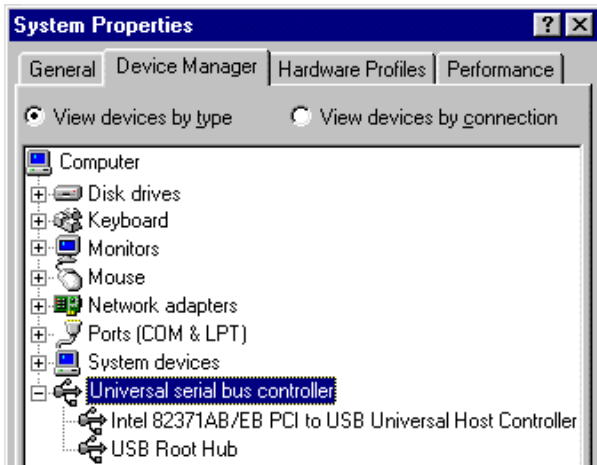 System Properties
General Device Manager Hardware Profiles Performance
View devices by type View devices by connection
Computer
Disk drives
Keyboard
Monitors
Mouse
Network adapters
Ports (COM & LPT)
System devices
Universal serial bus controller
Intel 82371AB/EB PCI to USB Universal Host Controller
USB Root Hub